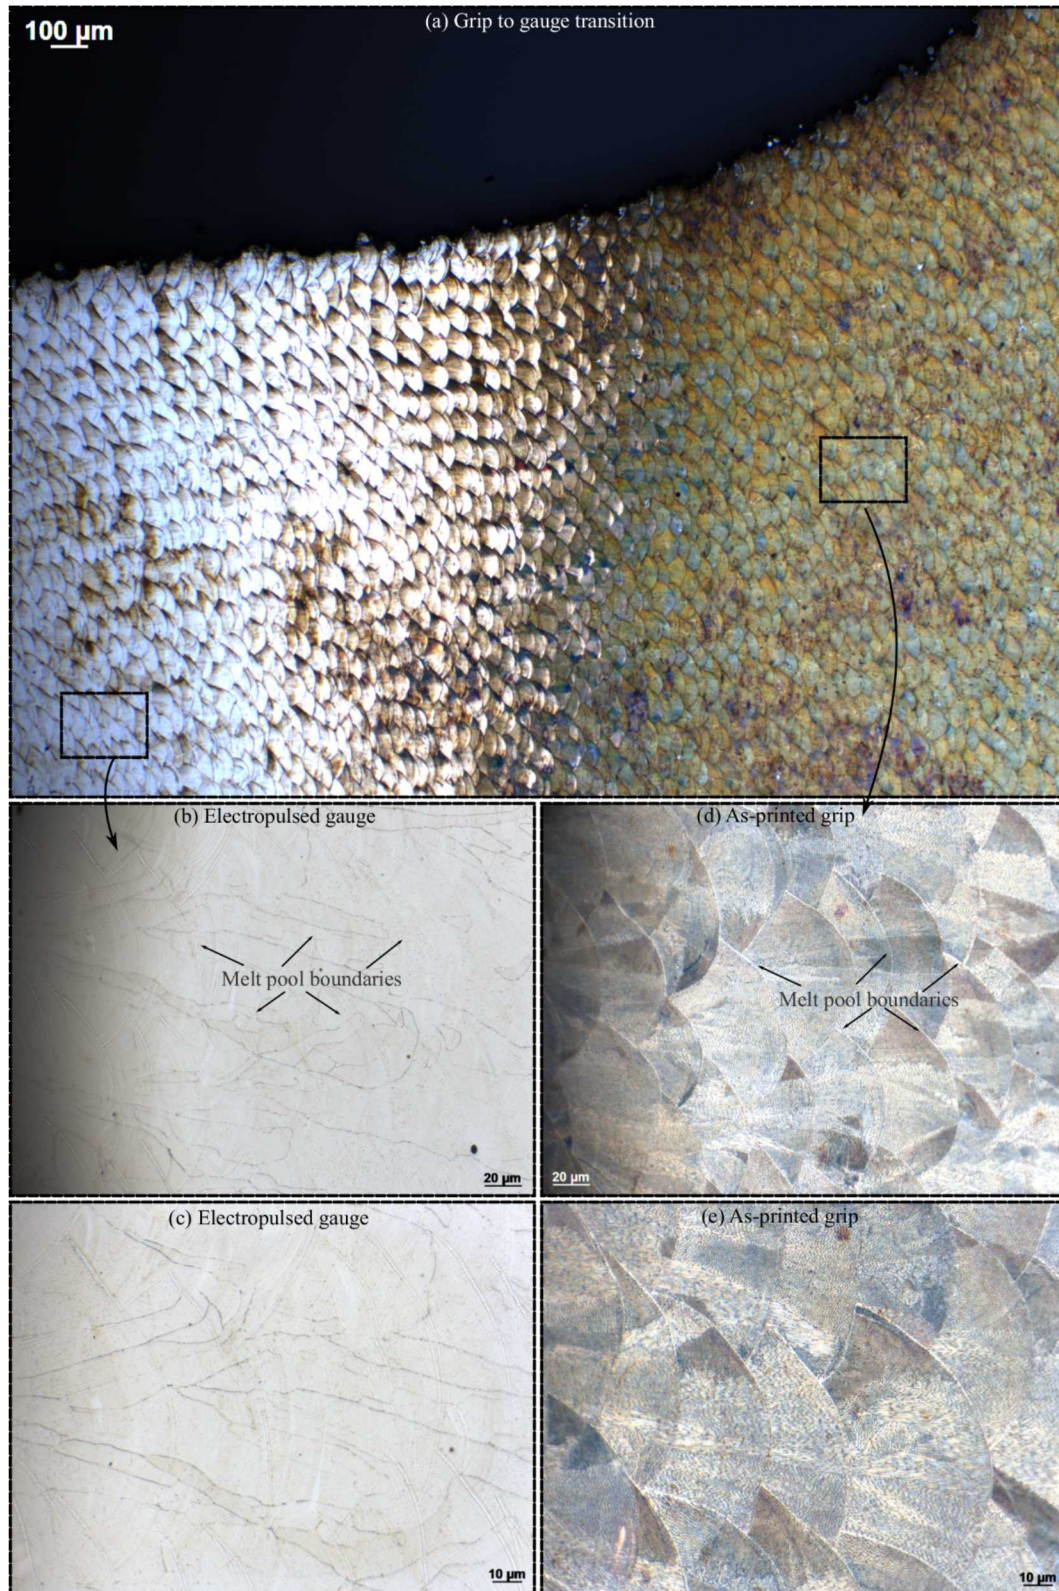 (a) Grip to gauge transition
100 µm
(b) Electropulsed gauge
Melt pool boundaries
20 µm
(d) As-printed grip
Melt pool boundaries
20 µm
(c) Electropulsed gauge
10 µm
(e) As-printed grip
10 µm